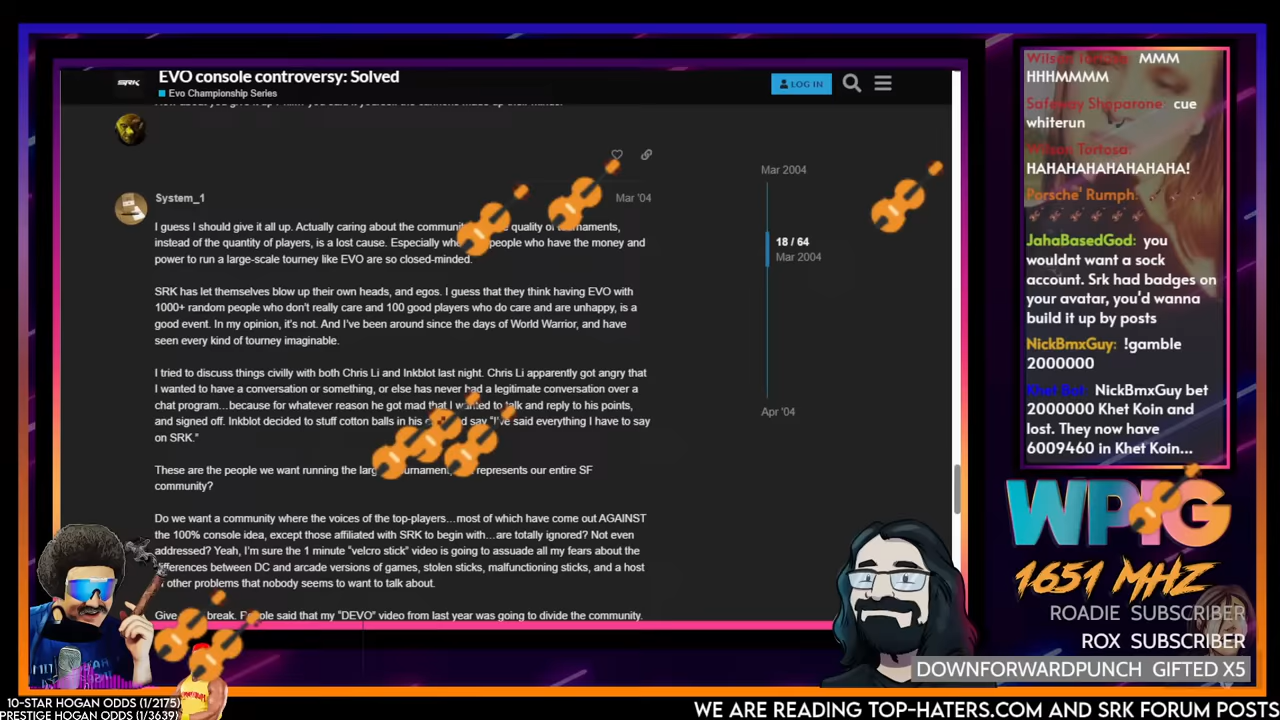 SRK
EVO console controversy: Solved
Evo Championship Series
LOG IN
System_1
Mar '04
I guess I should give it all up. Actually caring about the quality of
instead of the quantity of players, is a lost cause. Especially people who have the money and
power to run a large-scale tourney like EVO are so closed-minded.
SRK has let themselves blow up their own heads, and egos. I guess that they think having EVO with
1000+ random people who don't really care and 100 good players who do care and are unhappy, is a
good event. In my opinion, it's not. And I've been around since the days of World Warrior, and have
seen every kind of tourney imaginable.
I tried to discuss things civilly with both Chris Li and Inkblot last night. Chris Li apparently got angry that
I wanted to have a conversation or something, or else has never had a legitimate conversation over a
chat program…because for whatever reason he got mad that I wanted to talk and reply to his points,
and signed off. Inkblot decided to stuff cotton balls in his and say "I've said everything I have to say
on SRK."
These are the people we want running the represents our entire SF
community?
Do we want a community where the voices of the top-players…most of which have come out AGAINST
the 100% console idea, except those affiliated with SRK to begin with…are totally ignored? Not even
addressed? Yeah, I'm sure the 1 minute "velcro stick" video is going to assuade all my fears about the
differences between DC and arcade versions of games, stolen sticks, malfunctioning sticks, and a host
other problems that nobody seems to want to talk about.
Give break. People said that my "DEVO" video from last year was going to divide the community.
Mar 2004
18 / 64
Mar 2004
Apr '04
MMM
HHHMMMMM
Safeway Shoparone: cue
whiterun
Wilson Tortosa:
HAHAHAHAHAHAHA!
Porsche' Rumph:
JahaBasedGod: you
wouldnt want a sock
account. Srk had badges on
your avatar, you'd wanna
build it up by posts
NickBmxGuy: !gamble
2000000
Khet Bot: NickBmxGuy bet
2000000 Khet Koin and
lost. They now have
6009460 in Khet Koin...
WPIG
1651 MHZ
ROADIE SUBSCRIBER
ROX SUBSCRIBER
DOWNFORWARDPUNCH GIFTED X5
10-STAR HOGAN ODDS (1/2175)
PRESTIGE HOGAN ODDS (1/3639)
WE ARE READING TOP-HATERS.COM AND SRK FORUM POSTS